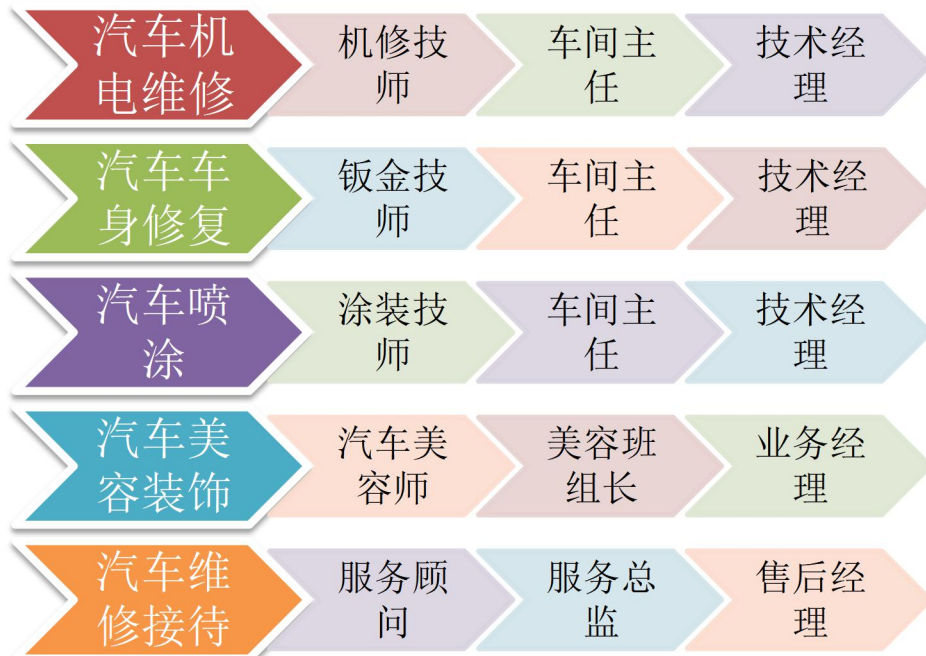 汽车机
电维修
机修技
师
车间主
任
技术经
理
汽车车
身修复
钣金技
师
车间主
任
技术经
理
汽车喷
涂
涂装技
师
车间主
任
技术经
理
汽车美
容装饰
汽车美
容师
美容班
组长
业务经
理
汽车维
修接待
服务顾
问
服务总
监
售后经
理